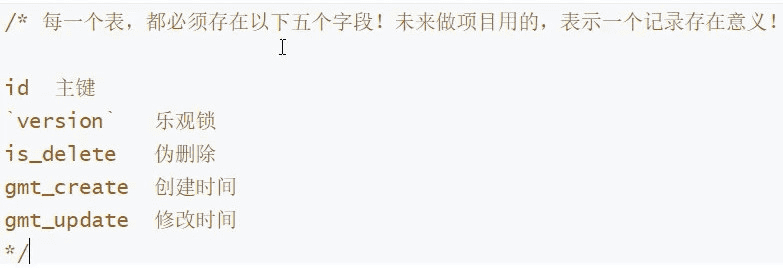 /* 每一个表，都必须存在以下五个字段！未来做项目用的，表示一个记录存在意义！
id 主键
`version` 乐观锁
is_delete 伪删除
gmt_create 创建时间
gmt_update 修改时间
*/